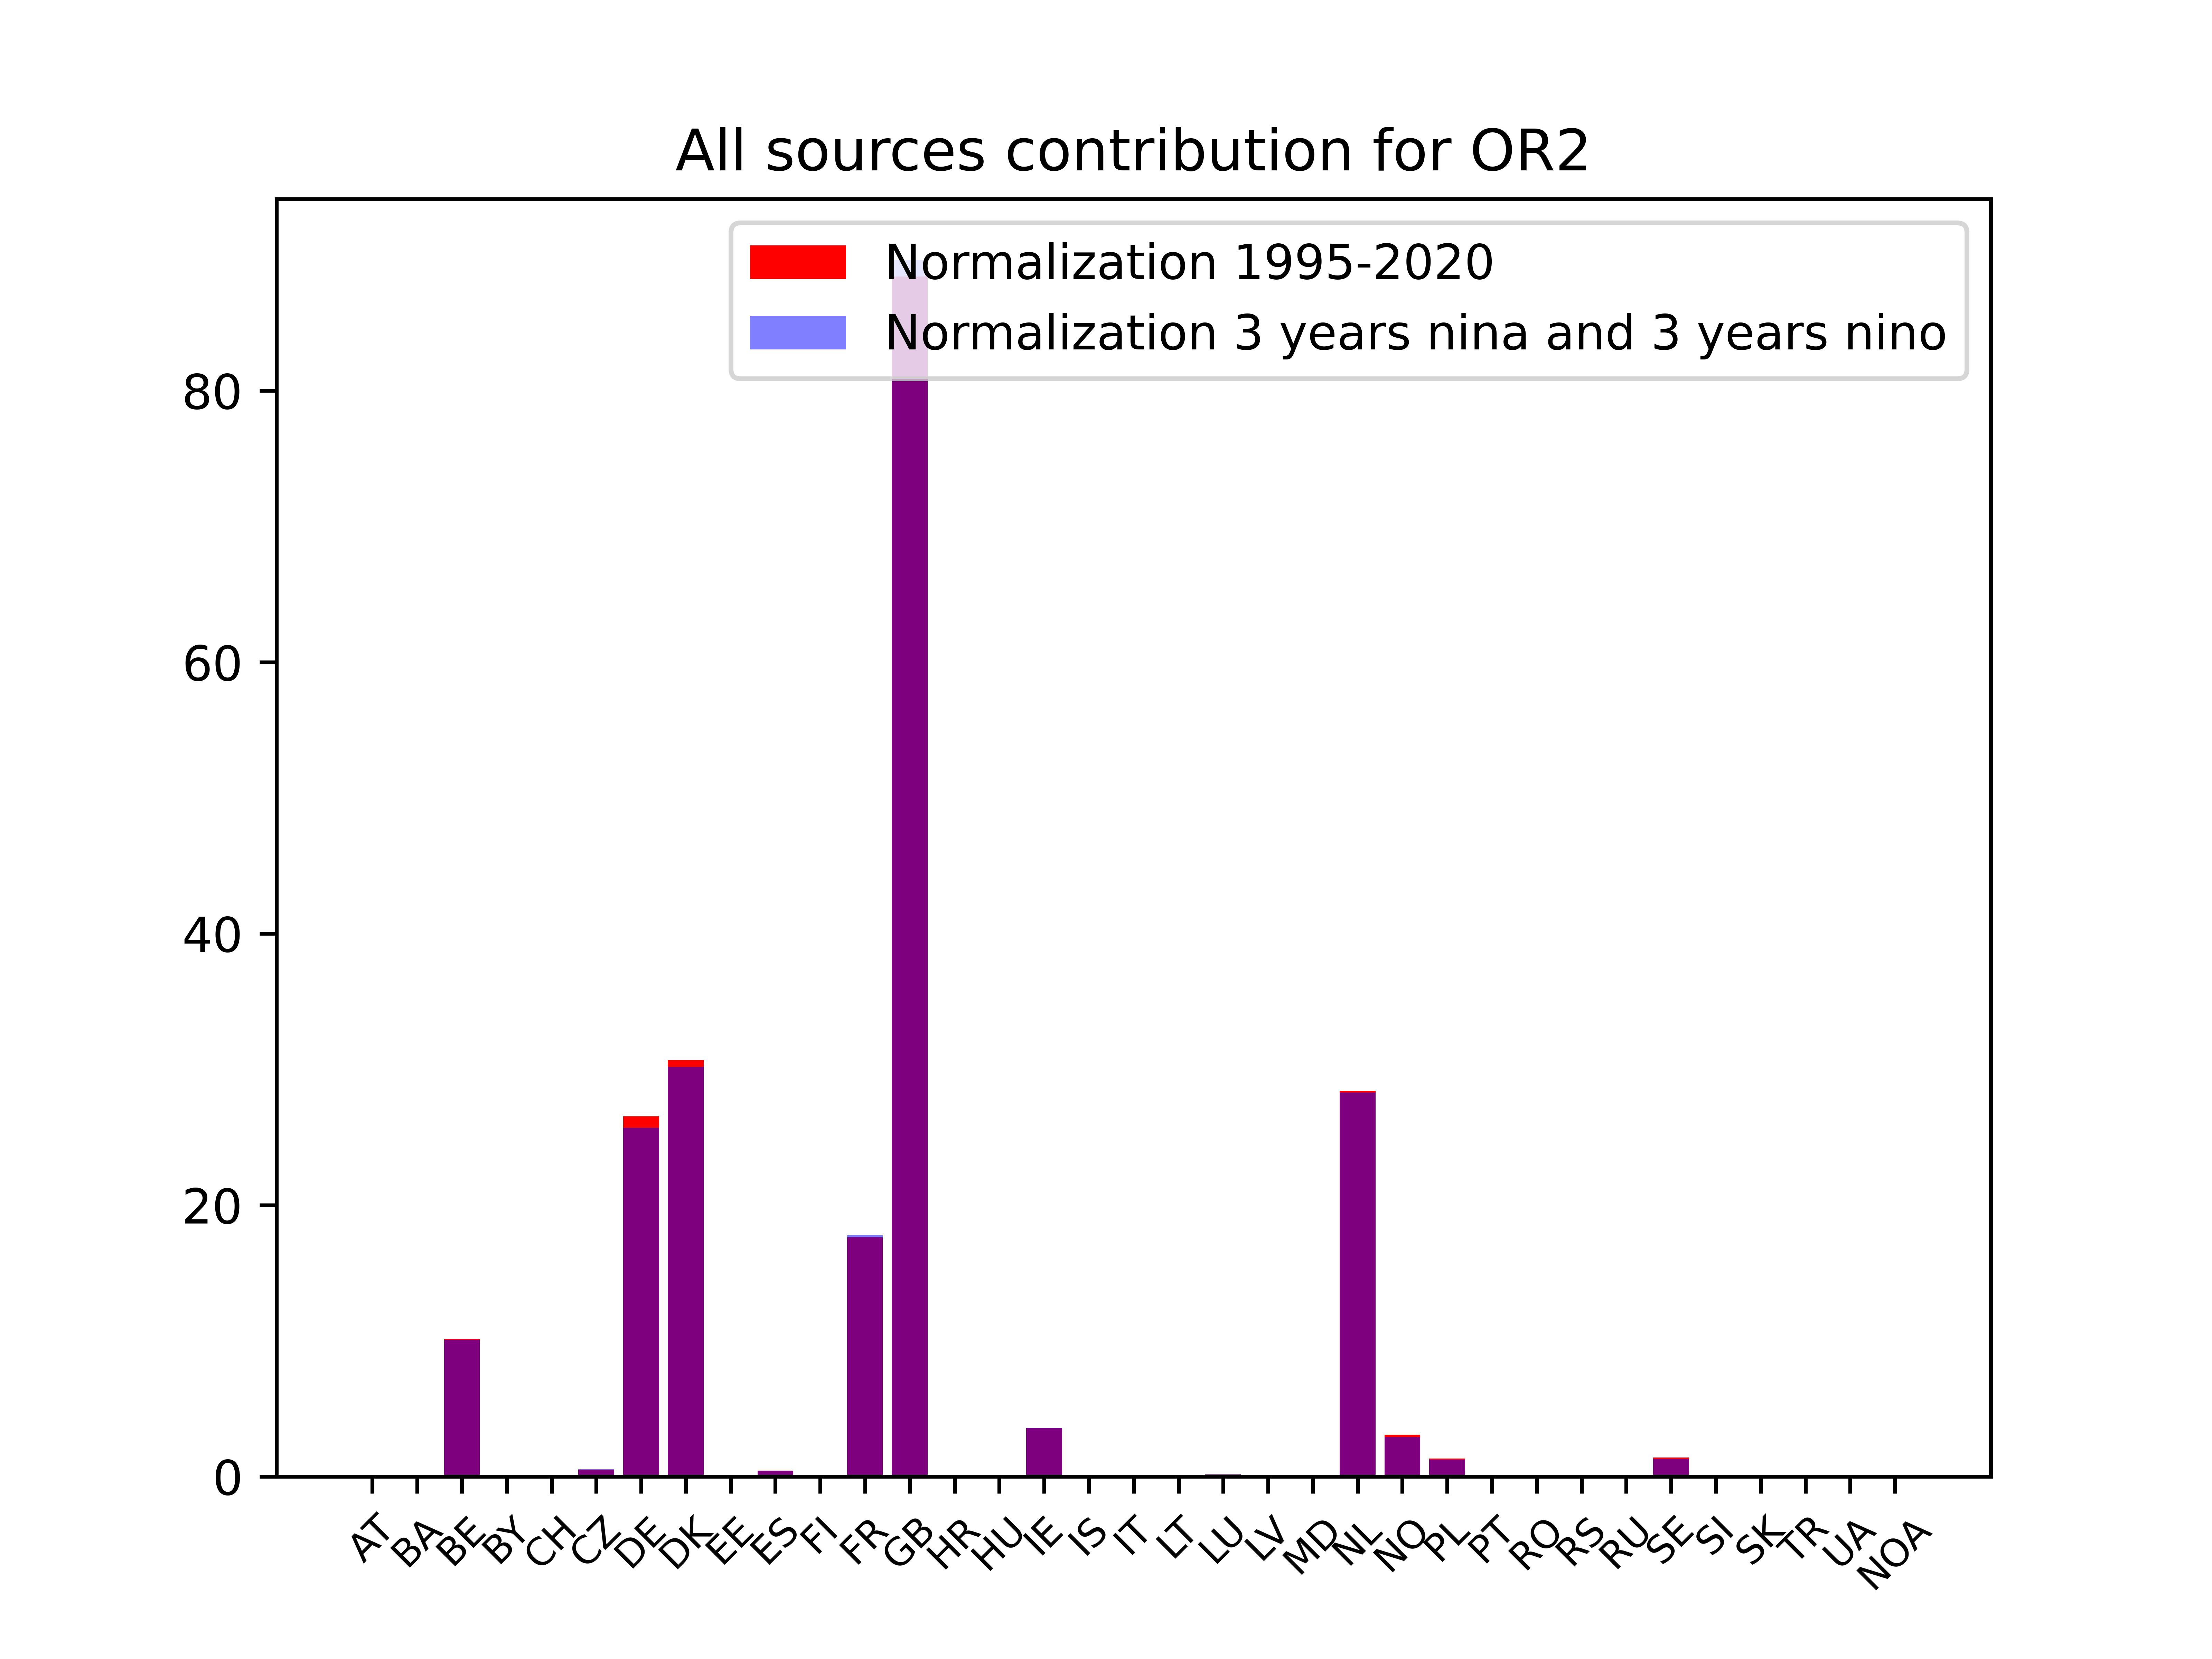 All sources contribution for OR2
Normalization 1995-2020
Normalization 3 years nina and 3 years nino
80
60
40
20
0
AT BA BE BY CH CZ DE DK EE ES FI FR GB HR HU IE IS IT LT LU LV MD NL NO PL PT RO RS RU SE SI SK TR UA NOA